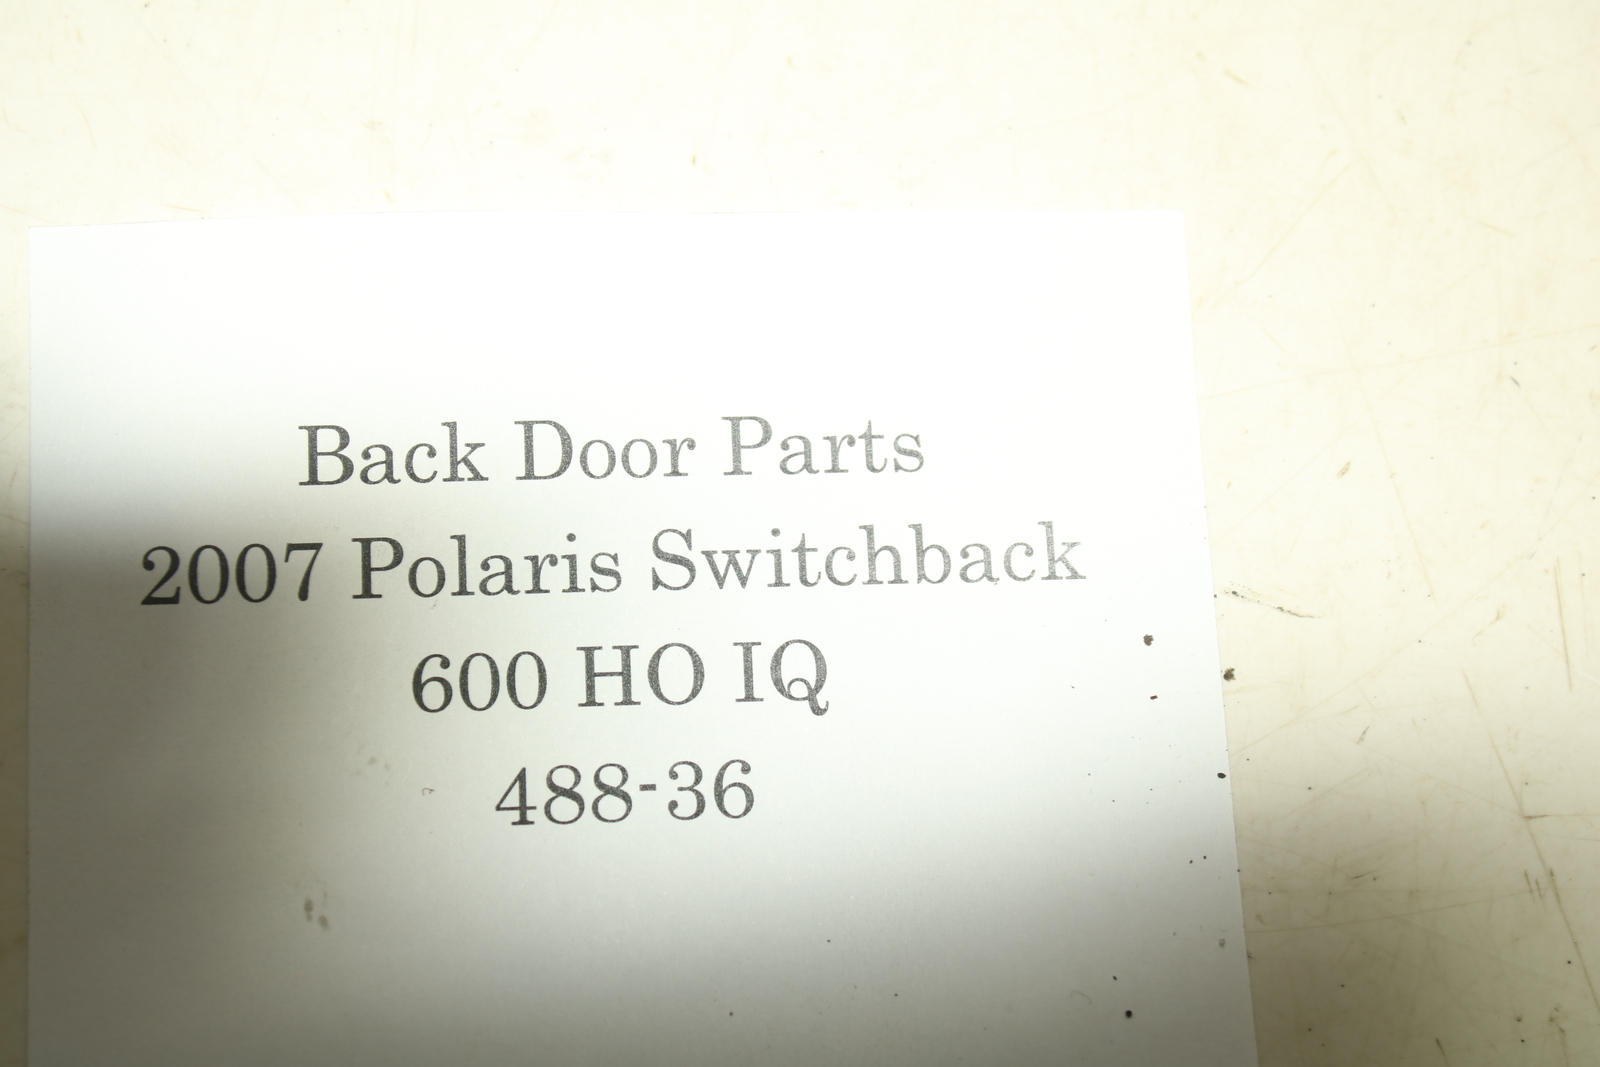 Back Door Parts
2007 Polaris Switchback
600 HO IQ
488-36